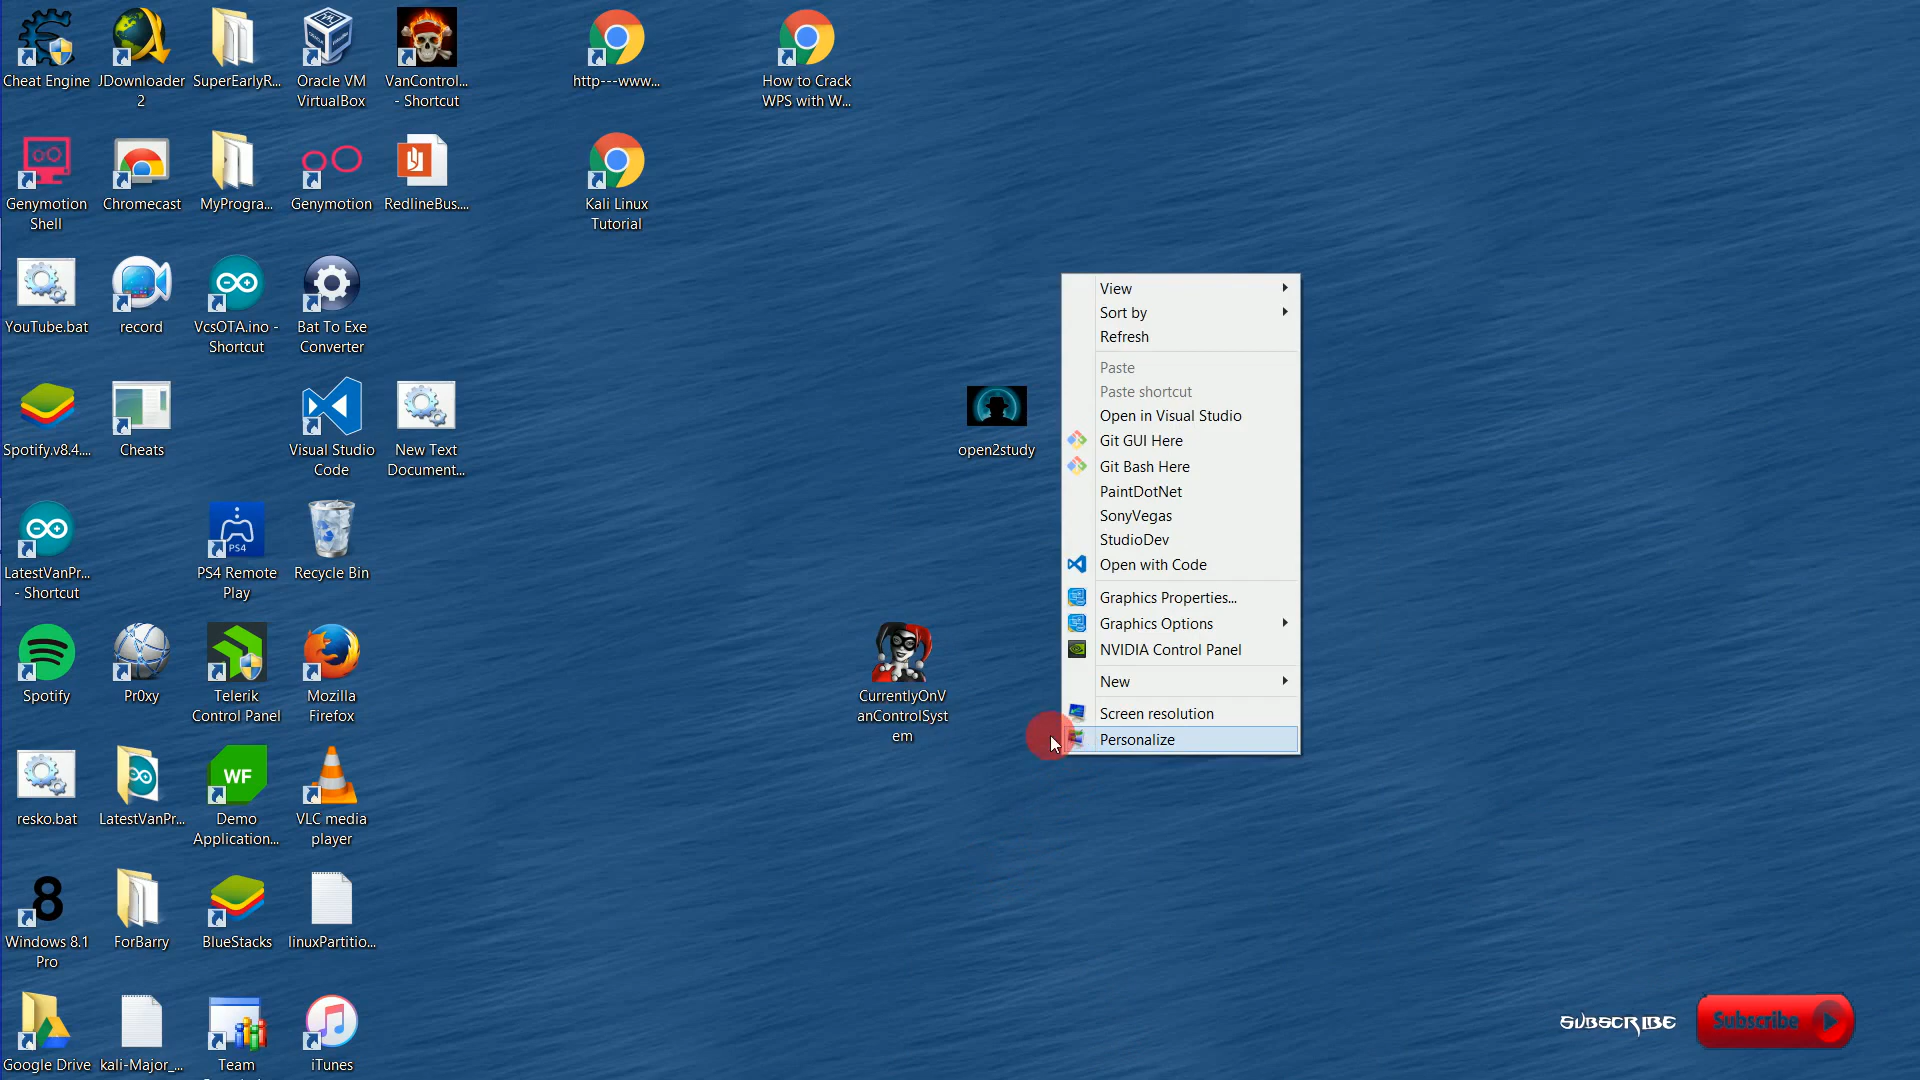 Cheat Engine
JDownloader
2
SuperEarlyR...
Oracle VM
VirtualBox
VanControl...
- Shortcut
http---www...
How to Crack
WPS with W...
Genymotion
Shell
Chromecast
MyProgra...
Genymotion
RedlineBus....
Kali Linux
Tutorial
YouTube.bat
record
VcsOTA.ino -
Shortcut
Bat To Exe
Converter
Spotify.v8.4....
Cheats
Visual Studio
Code
New Text
Document...
open2study
LatestVanPr...
- Shortcut
PS4
PS4 Remote
Play
Recycle Bin
Spotify
Pr0xy
Telerik
Control Panel
Mozilla
Firefox
CurrentlyOnV
anControlSyst
em
resko.bat
LatestVanPr...
WF
Demo
Application...
VLC media
player
8
Windows 8.1
Pro
ForBarry
BlueStacks
linuxPartitio...
Google Drive
kali-Major_...
Team
iTunes
View
Sort by
Refresh
Paste
Paste shortcut
Open in Visual Studio
Git GUI Here
Git Bash Here
PaintDotNet
SonyVegas
StudioDev
Open with Code
Graphics Properties...
Graphics Options
NVIDIA Control Panel
New
Screen resolution
Personalize
SUBSCRIBE
Subscribe